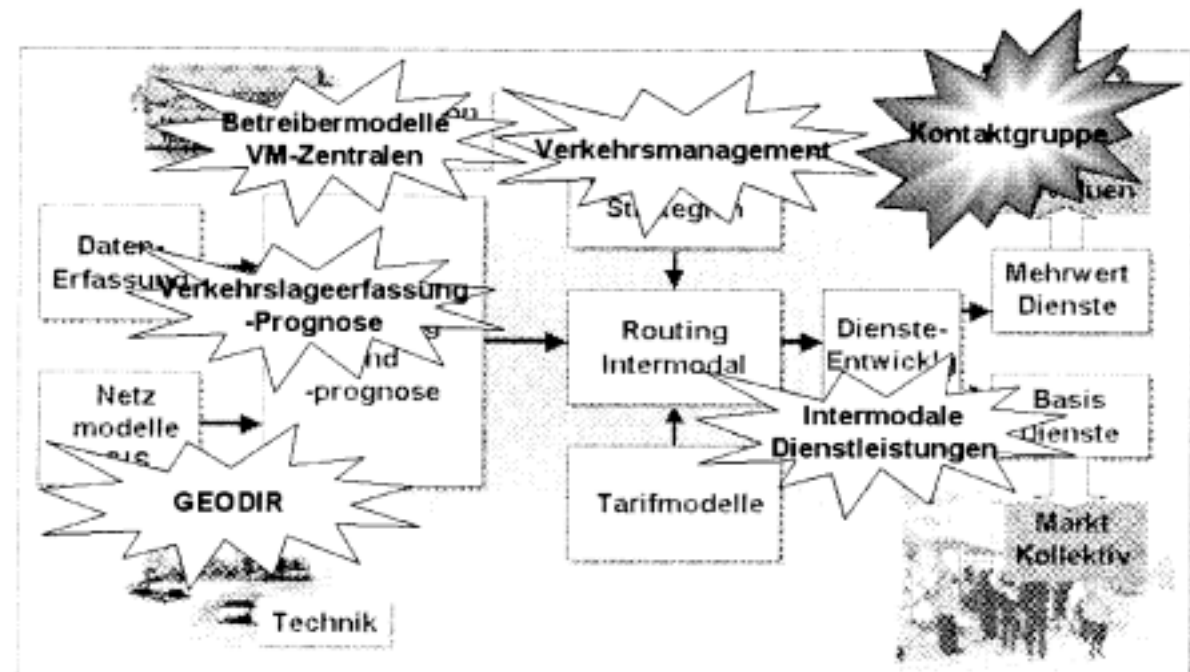 Betreibermodelle
VM-Zentralen
Verkehrsmanagement
Kontaktgruppe
Daten-
Erfassung
Verkehrslageerfassung
-Prognose
-prognose
Routing
Intermodal
Dienste-
Mehrwert
Dienste
Netz
modelle
Intermodale
Dienstleistungen
Basis
GEODIR
Tarifmodelle
Markt
Kollektiv
Technik